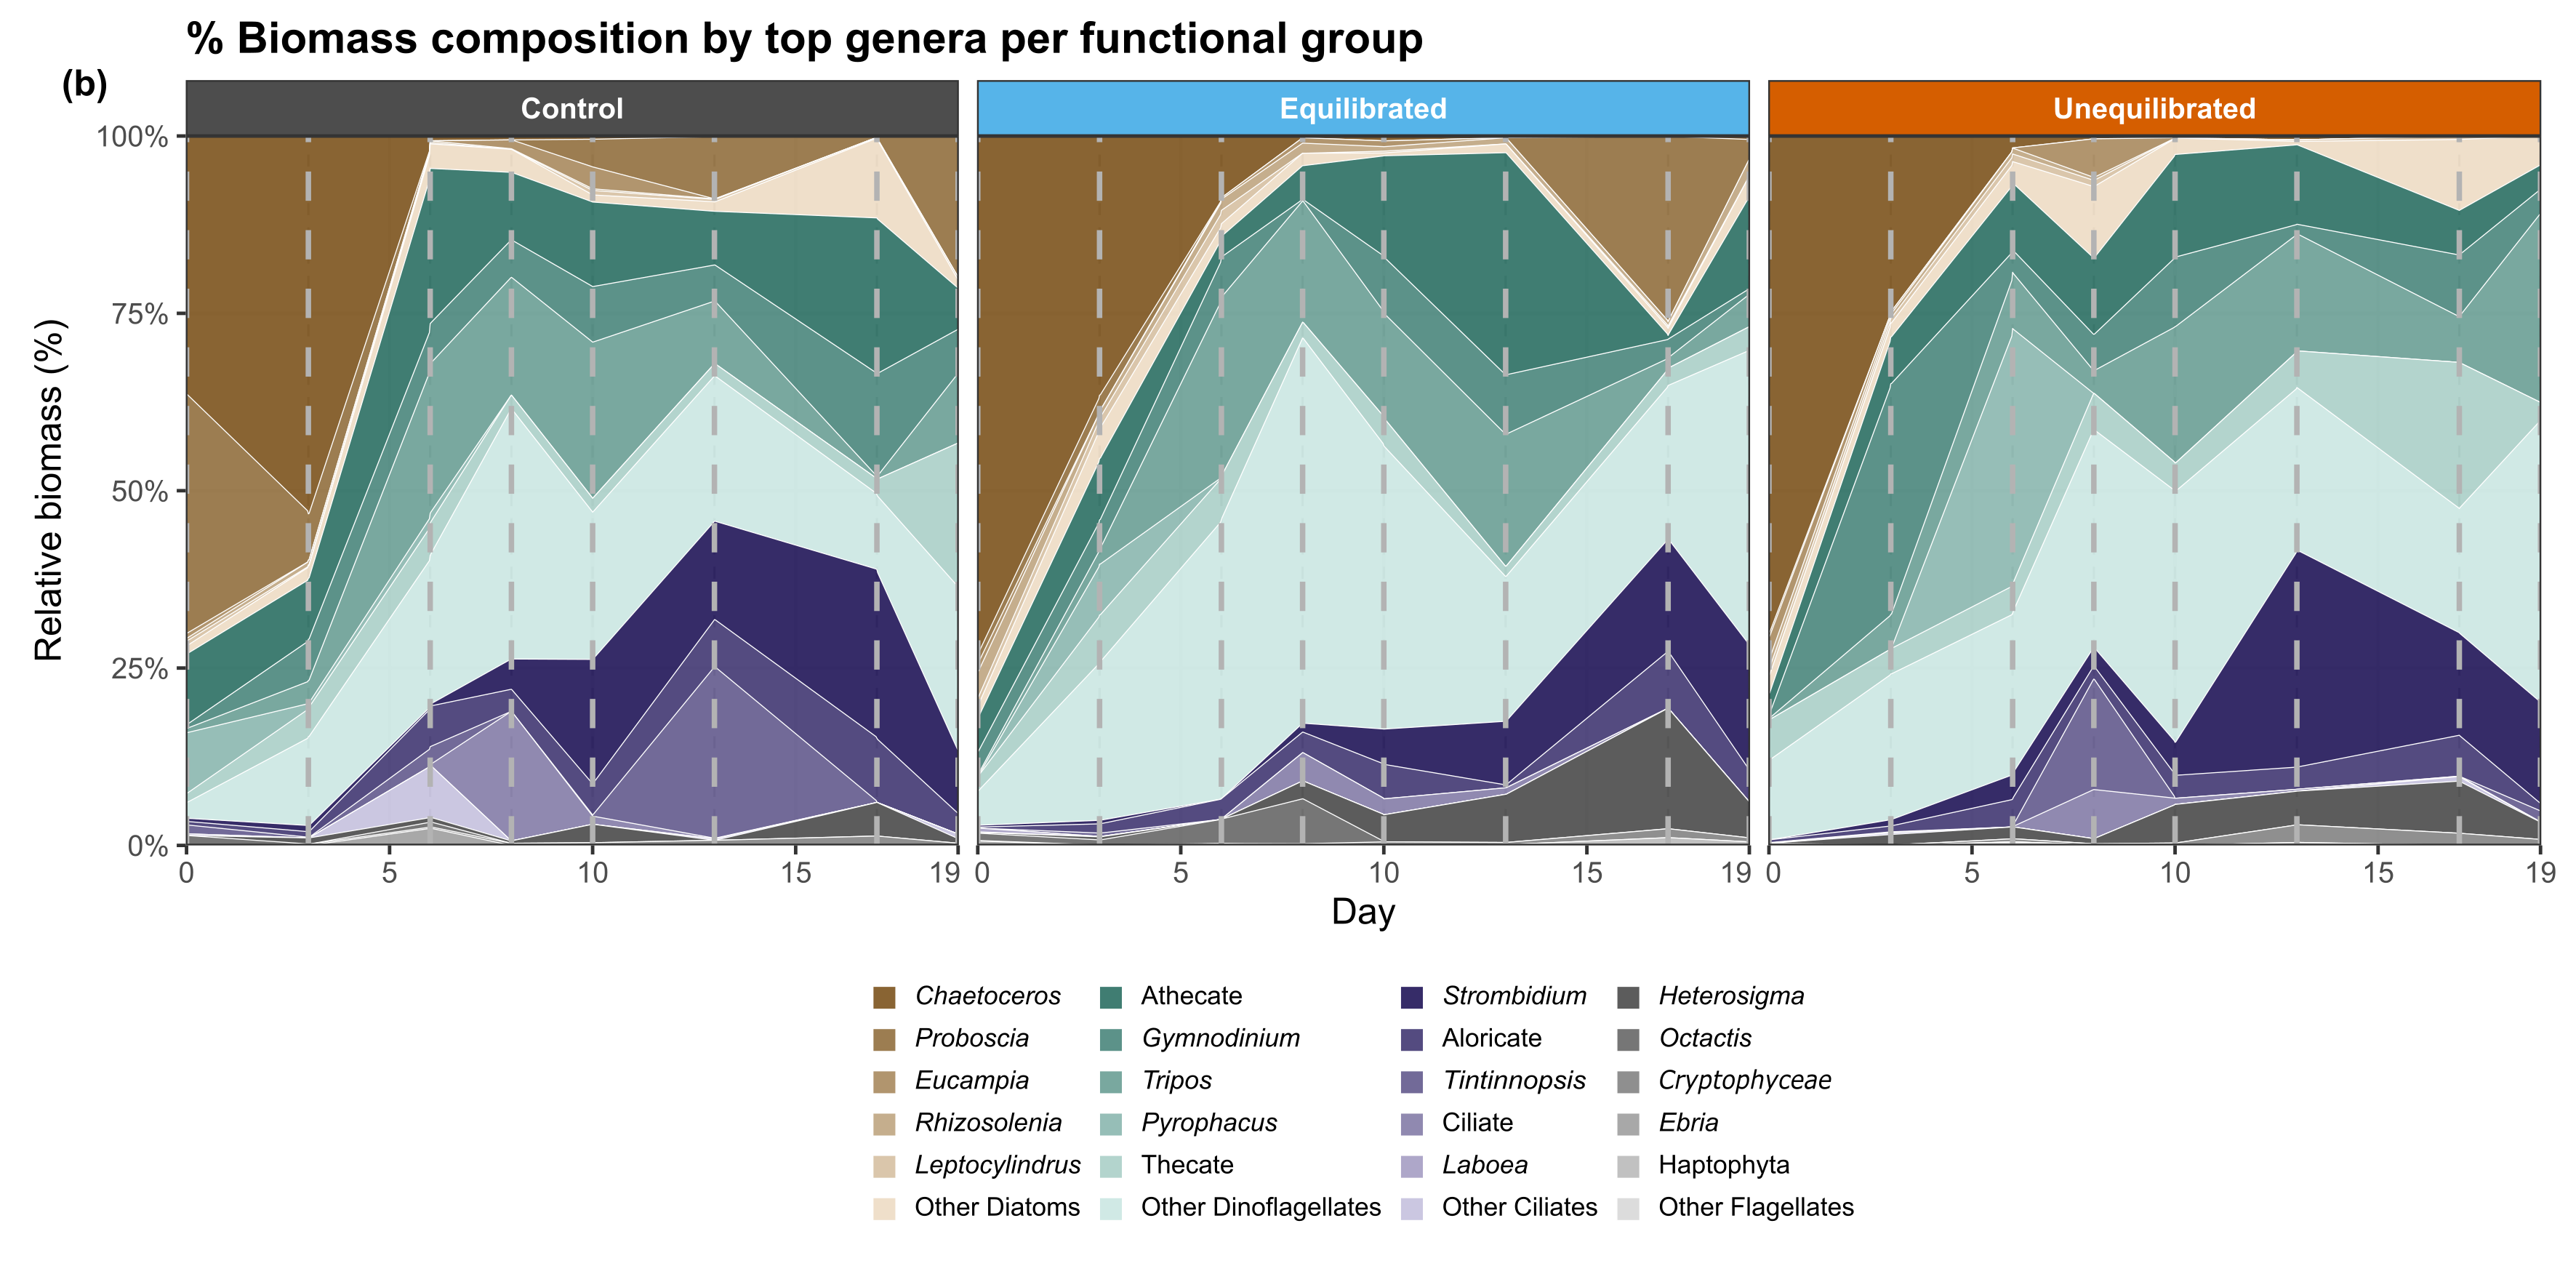 % Biomass composition by top genera per functional group
(b)
Control
Equilibrated
Unequilibrated
100%
75%
50%
25%
0%
Relative biomass (%)
0 5 10 15 19
0 5 10 15 19
0 5 10 15 19
Day
Chaetoceros Athecate Strombidium Heterosigma
Proboscia Gymnodinium Aloricate Octactis
Eucampia Tripos Tintinnopsis Cryptophyceae
Rhizosolenia Pyrophacus Ciliate Ebria
Leptocylindrus Thecate Laboea Haptophyta
Other Diatoms Other Dinoflagellates Other Ciliates Other Flagellates